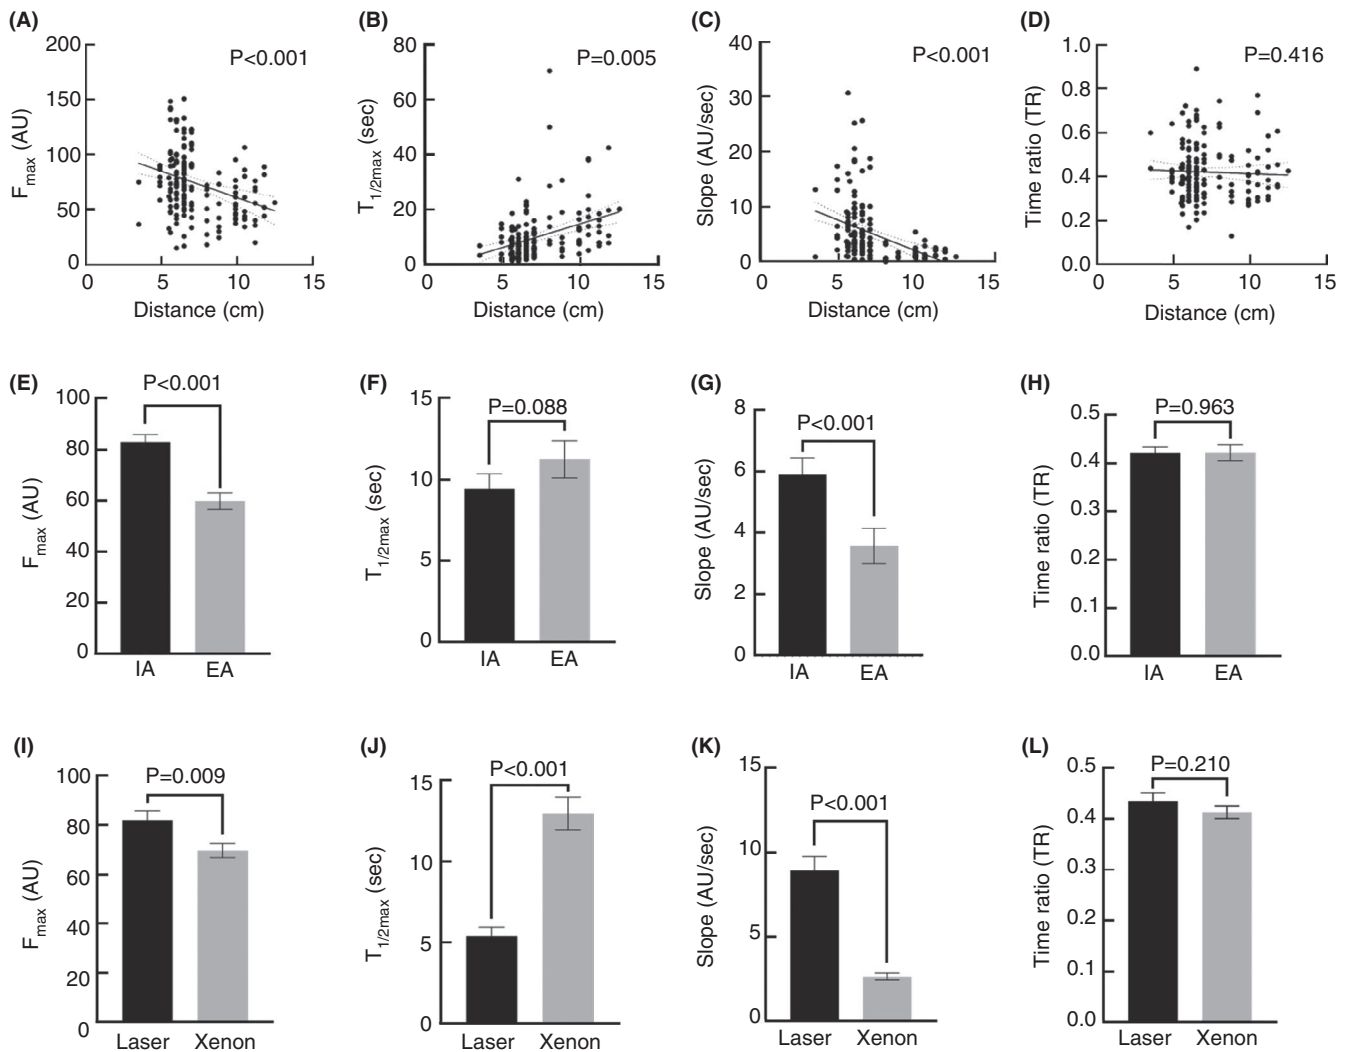 (A)
P<0.001
Fmax (AU)
200
150
100
50
0
0 5 10 15
Distance (cm)
(B)
P=0.005
T1/2max (sec)
80
60
40
20
0
0 5 10 15
Distance (cm)
(C)
P<0.001
Slope (AU/sec)
40
30
20
10
0
0 5 10 15
Distance (cm)
(D)
P=0.416
Time ratio (TR)
1.0
0.8
0.6
0.4
0.2
0.0
0 5 10 15
Distance (cm)
(E)
P<0.001
Fmax (AU)
100
80
60
40
20
0
IA EA
(F)
P=0.088
T1/2max (sec)
15
10
5
0
IA EA
(G)
P<0.001
Slope (AU/sec)
8
6
4
2
0
IA EA
(H)
P=0.963
Time ratio (TR)
0.5
0.4
0.3
0.2
0.1
0.0
IA EA
(I)
P=0.009
Fmax (AU)
100
80
60
40
20
0
Laser Xenon
(J)
P<0.001
T1/2max (sec)
15
10
5
0
Laser Xenon
(K)
P<0.001
Slope (AU/sec)
15
10
5
0
Laser Xenon
(L)
P=0.210
Time ratio (TR)
0.5
0.4
0.3
0.2
0.1
0.0
Laser Xenon